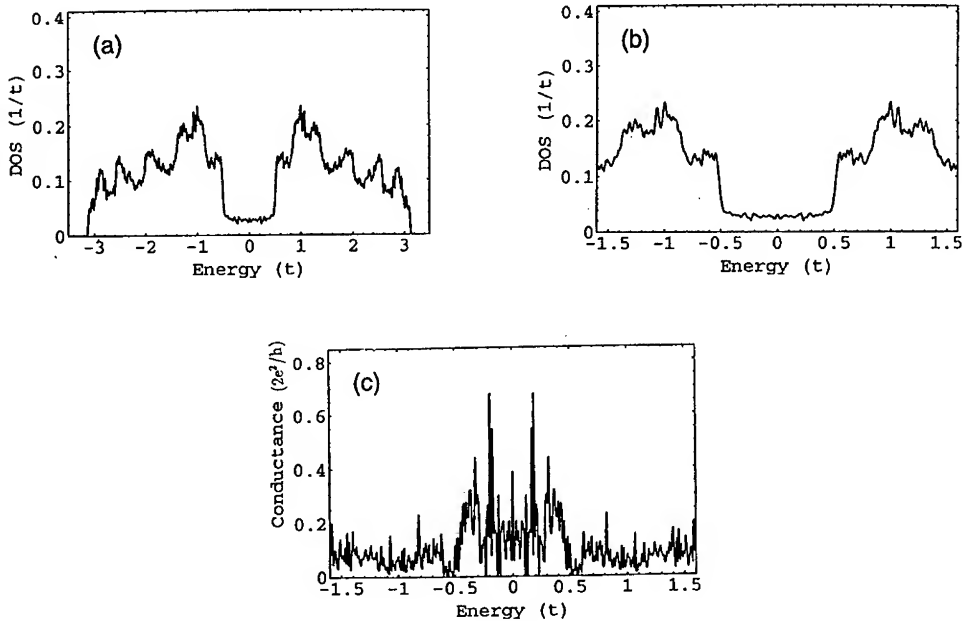 (a)
DOS (1/t)
0.4
0.3
0.2
0.1
0
-3 -2 -1 0 1 2 3
Energy (t)
(b)
DOS (1/t)
0.4
0.3
0.2
0.1
0
-1.5 -1 -0.5 0 0.5 1 1.5
Energy (t)
(c)
Conductance (2e²/h)
0.8
0.6
0.4
0.2
0
-1.5 -1 -0.5 0 0.5 1 1.5
Energy (t)